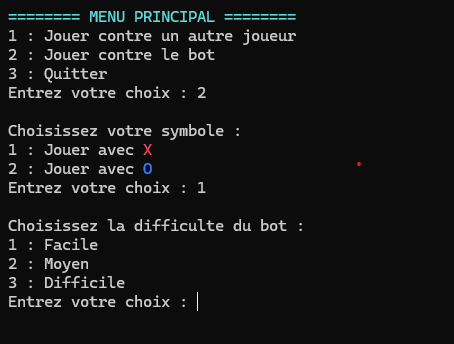 ======== MENU PRINCIPAL ========
1 : Jouer contre un autre joueur
2 : Jouer contre le bot
3 : Quitter
Entrez votre choix : 2
Choisissez votre symbole :
1 : Jouer avec X
2 : Jouer avec O
Entrez votre choix : 1
Choisissez la difficulte du bot :
1 : Facile
2 : Moyen
3 : Difficile
Entrez votre choix :